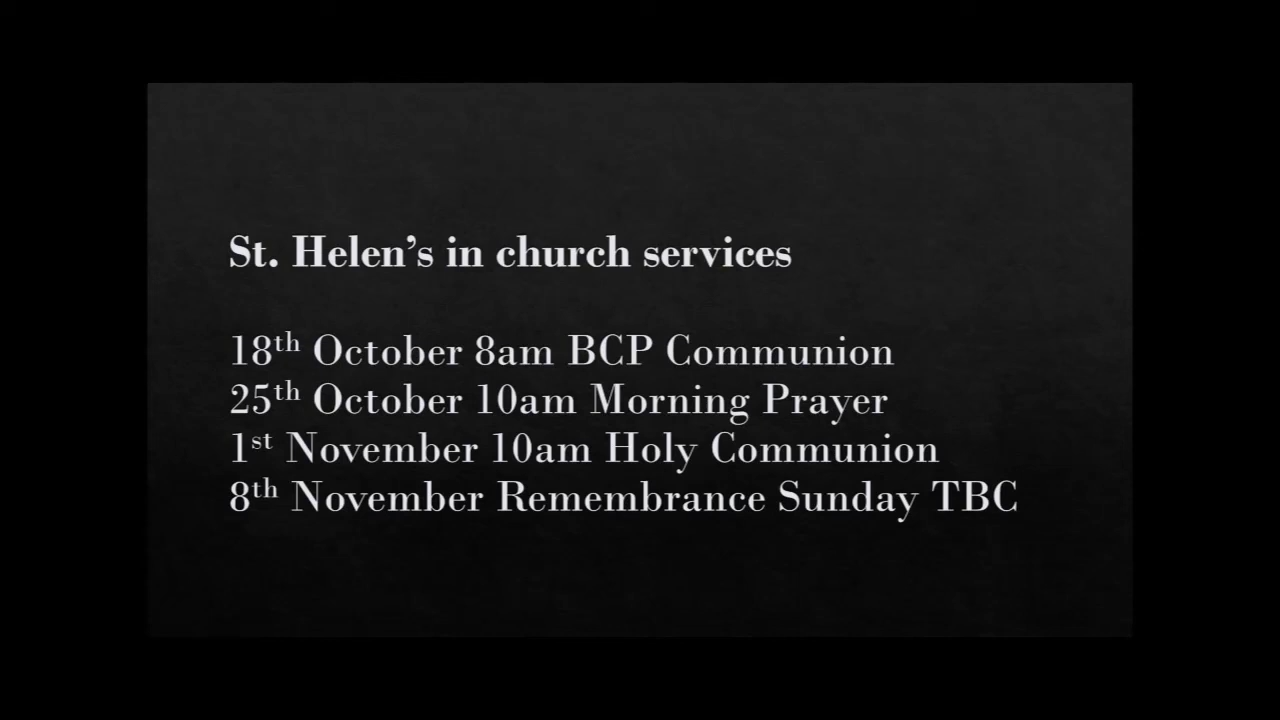 St. Helen’s in church services
18th October 8am BCP Communion
25th October 10am Morning Prayer
1st November 10am Holy Communion
8th November Remembrance Sunday TBC